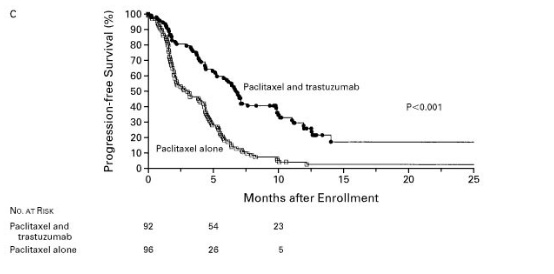 C
Progression-free Survival (%)
100
90
80
70
60
50
40
30
20
10
0
Paclitaxel and trastuzumab
P<0.001
Paclitaxel alone
0 5 10 15 20 25
Months after Enrollment
NO. AT RISK
Paclitaxel and 92 54 23
trastuzumab
Paclitaxel alone 96 26 5